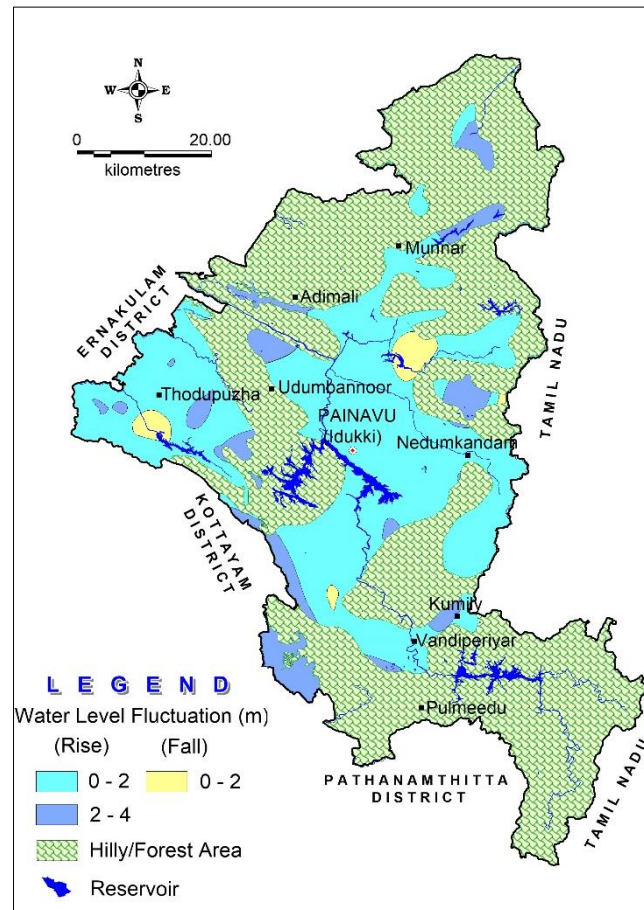 N
W E
S
0 20.00
kilometres
Munnar
Adimali
ERNAKULAM
DISTRICT
TAMIL NADU
Thodupuzha
Udumbannoor
PAINAVU
(Idukki)
Nedumkandam
KOTTAYAM
DISTRICT
Kumily
Vandiperiyar
Pulmeedu
PATHANAMTHITTA
DISTRICT
TAMIL NADU
LEGEND
Water Level Fluctuation (m)
(Rise) (Fall)
0 - 2 0 - 2
2 - 4
Hilly/Forest Area
Reservoir